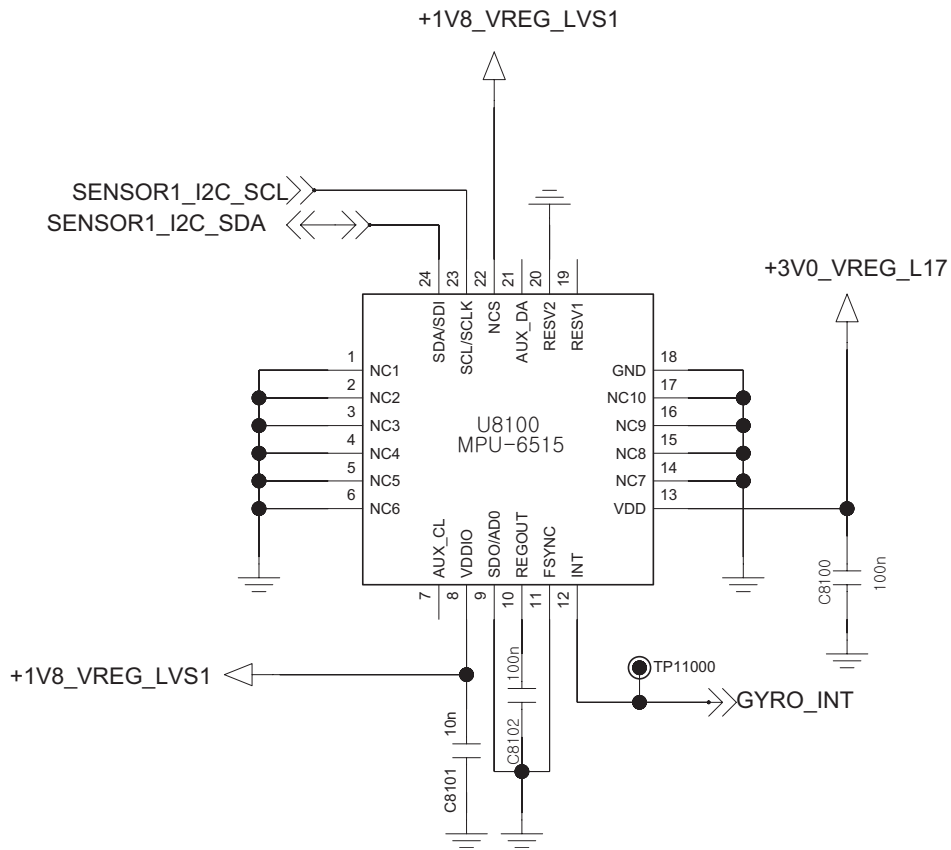 +1V8_VREG_LVS1
SENSOR1_I2C_SCL
SENSOR1_I2C_SDA
+3V0_VREG_L17
24
23
22
21
20
19
SDA/SDI
SCL/SCLK
NCS
AUX_DA
RESV2
RESV1
1 NC1
2 NC2
3 NC3
4 NC4
5 NC5
6 NC6
U8100
MPU-6515
GND 18
NC10 17
NC9 16
NC8 15
NC7 14
VDD 13
AUX_CL
VDDIO
SDO/AD0
REGOUT
FSYNC
INT
7
8
9
10
11
12
C8100
100n
+1V8_VREG_LVS1
10n
C8101
100n
C8102
TP11000
GYRO_INT